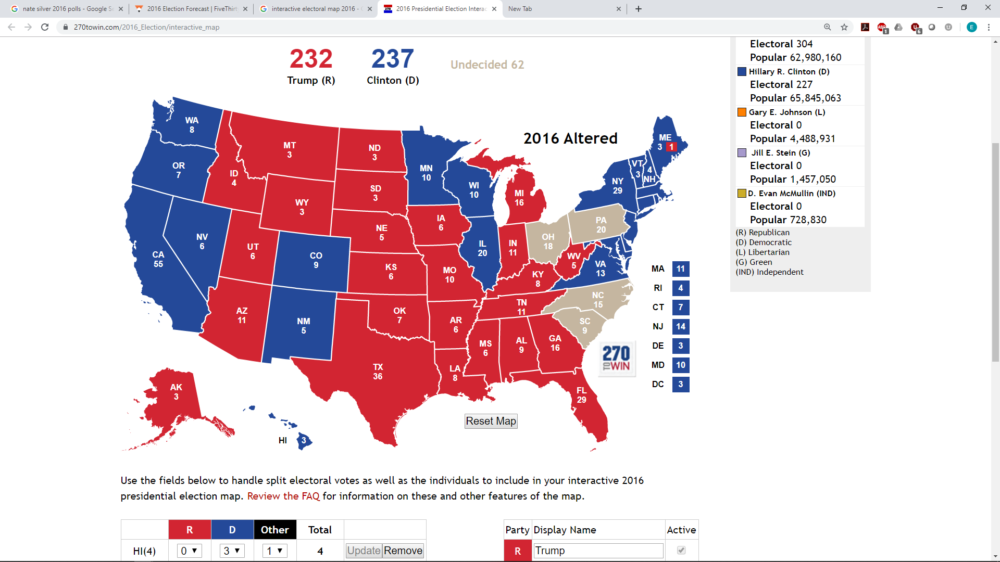 nate silver 2016 polls - Google Se
2016 Election Forecast | FiveThirt
interactive electoral map 2016 - G
270
2016 Presidential Election Interac
New Tab
270towin.com/2016_Election/interactive_map
ABP
1
6
E
232
237
Undecided 62
Trump (R)
Clinton (D)
2016 Altered
WA
8
OR
7
CA
55
NV
6
ID
4
MT
3
WY
3
UT
6
AZ
11
CO
9
NM
5
ND
3
SD
3
NE
5
KS
6
OK
7
TX
36
MN
10
IA
6
MO
10
AR
6
LA
8
WI
10
IL
20
MI
16
IN
11
OH
18
KY
8
TN
11
MS
6
AL
9
GA
16
FL
29
SC
9
NC
15
VA
13
WV
5
PA
20
NY
29
VT
3
4
NH
ME
3 1
AK
3
HI 3
MA 11
RI 4
CT 7
NJ 14
DE 3
MD 10
DC 3
270
TO WIN
Reset Map
Electoral 304
Popular 62,980,160
Hillary R. Clinton (D)
Electoral 227
Popular 65,845,063
Gary E. Johnson (L)
Electoral 0
Popular 4,488,931
Jill E. Stein (G)
Electoral 0
Popular 1,457,050
D. Evan McMullin (IND)
Electoral 0
Popular 728,830
(R) Republican
(D) Democratic
(L) Libertarian
(G) Green
(IND) Independent
Use the fields below to handle split electoral votes as well as the individuals to include in your interactive 2016
presidential election map. Review the FAQ for information on these and other features of the map.
R D Other Total
HI(4) 0 3 1 4 Update Remove
Party Display Name Active
R Trump